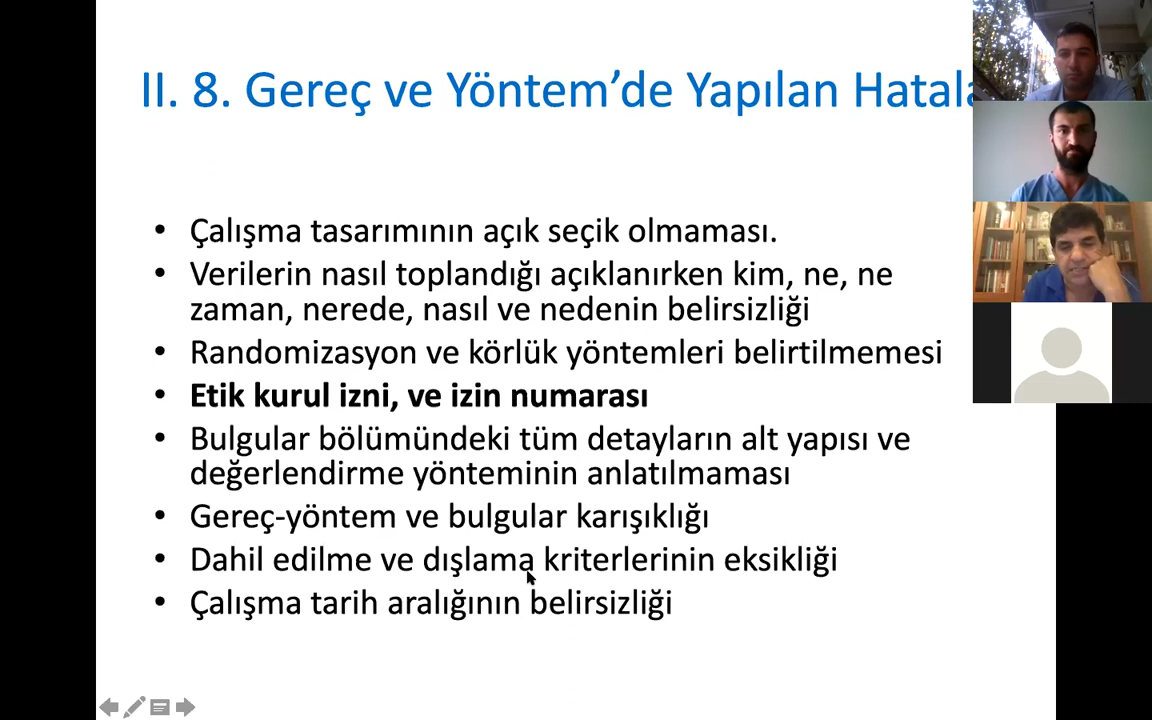 II. 8. Gereç ve Yöntem’de Yapılan Hatala
• Çalışma tasarımının açık seçik olmaması.
• Verilerin nasıl toplandığı açıklanırken kim, ne, ne
zaman, nerede, nasıl ve nedenin belirsizliği
• Randomizasyon ve körlük yöntemleri belirtilmemesi
• Etik kurul izni, ve izin numarası
• Bulgular bölümündeki tüm detayların alt yapısı ve
değerlendirme yönteminin anlatılmaması
• Gereç-yöntem ve bulgular karışıklığı
• Dahil edilme ve dışlama kriterlerinin eksikliği
• Çalışma tarih aralığının belirsizliği